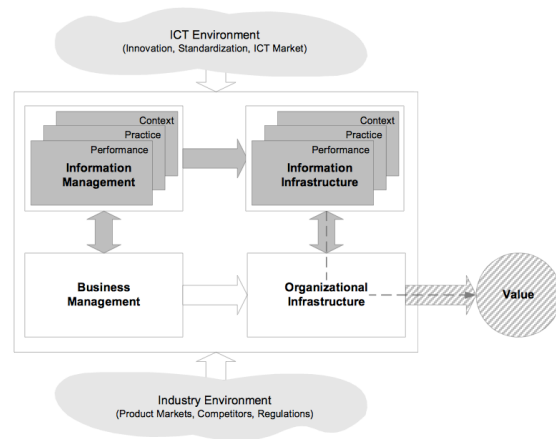 ICT Environment
(Innovation, Standardization, ICT Market)
Context
Practice
Performance
Information
Management
Context
Practice
Performance
Information
Infrastructure
Business
Management
Organizational
Infrastructure
Value
Industry Environment
(Product Markets, Competitors, Regulations)